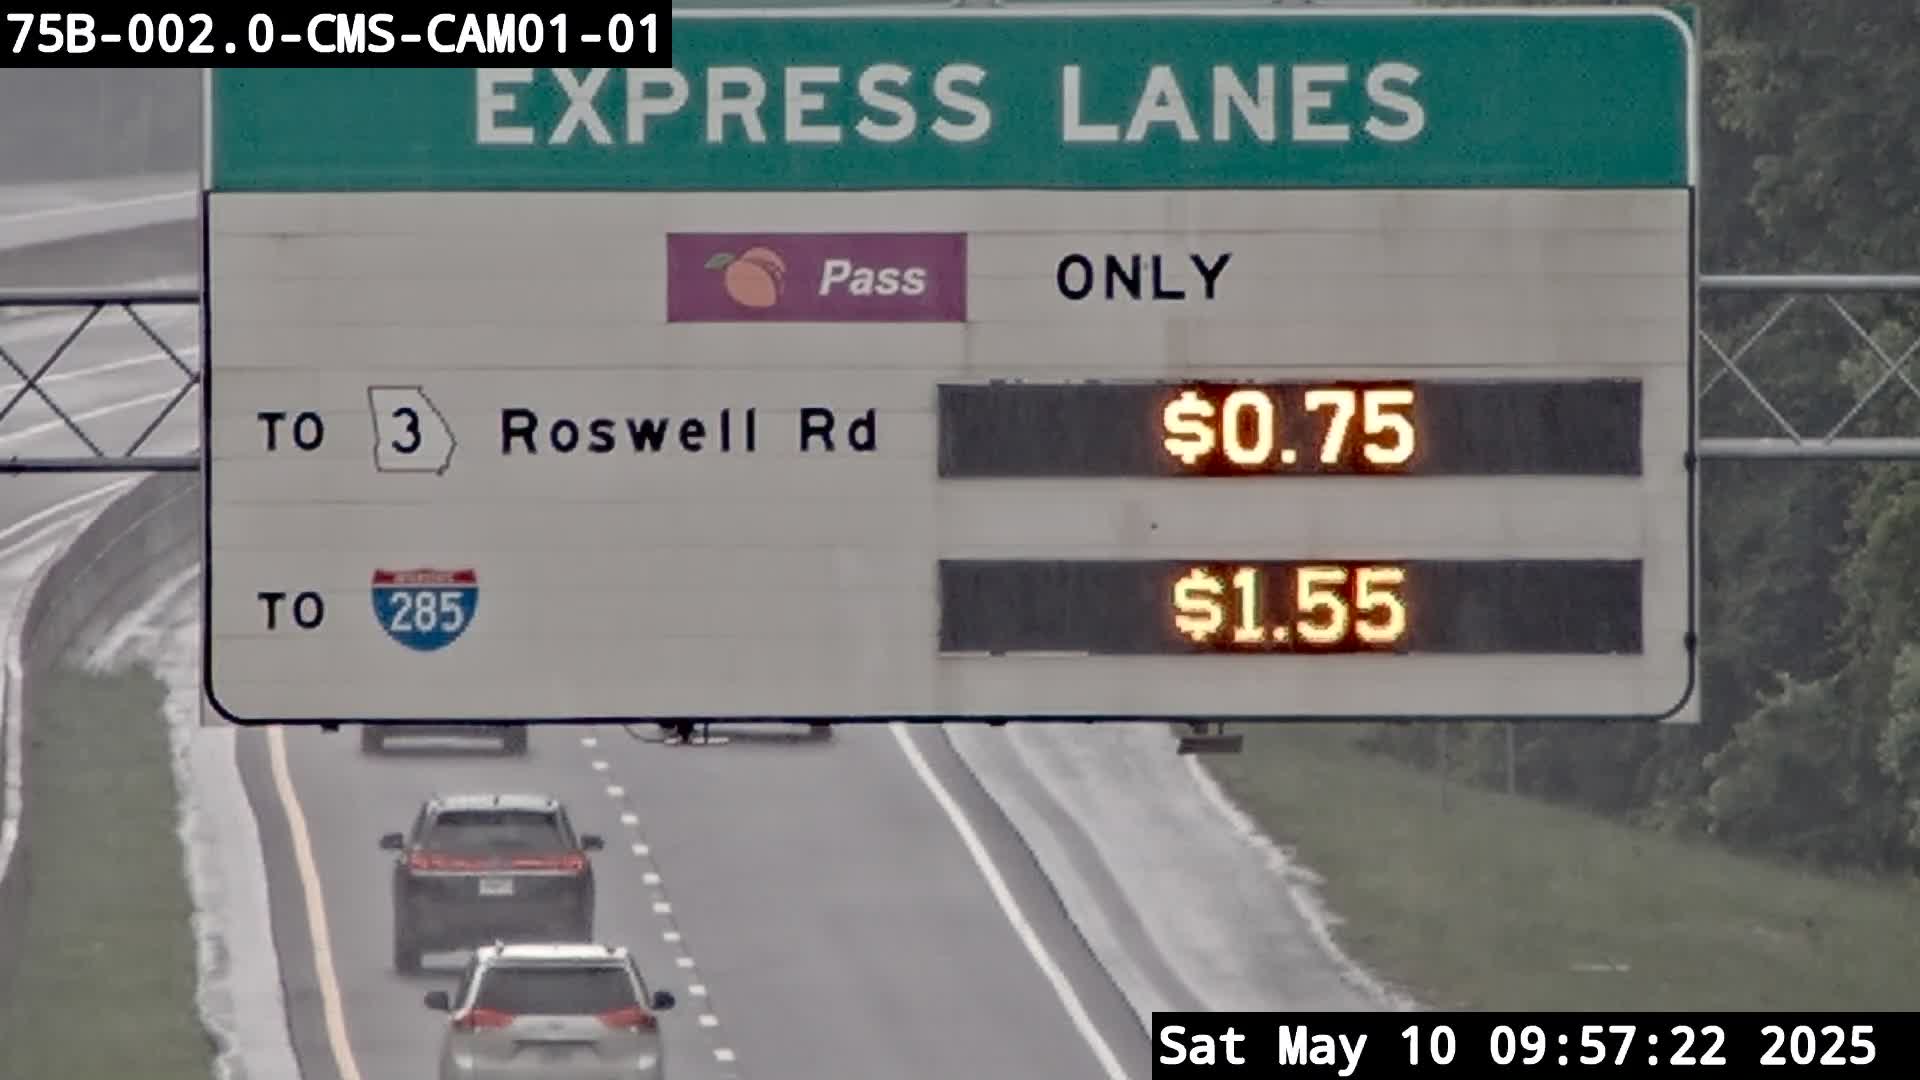 75B-002.0-CMS-CAM01-01
EXPRESS LANES
Pass ONLY
TO 3 Roswell Rd $0.75
TO 285 $1.55
Sat May 10 09:57:22 2025